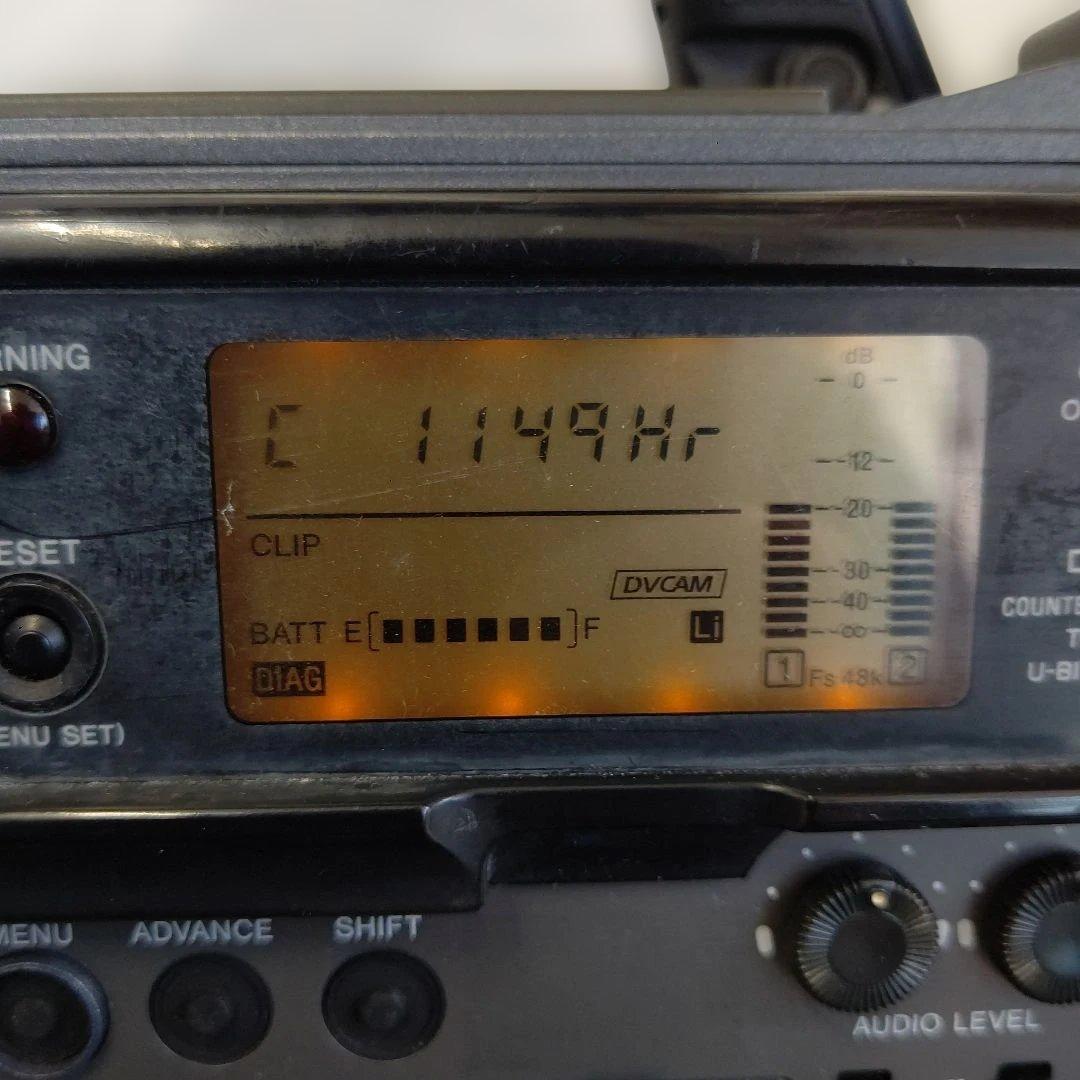 RNING
dB
0
C 1149Hr
-12
-20
CLIP
DVCAM
-30
-40
-∞
ESET
BATT E F Li
DIAG
1 Fs 48k 2
ENU SET)
COUNTE
U-BI
MENU ADVANCE SHIFT
AUDIO LEVEL